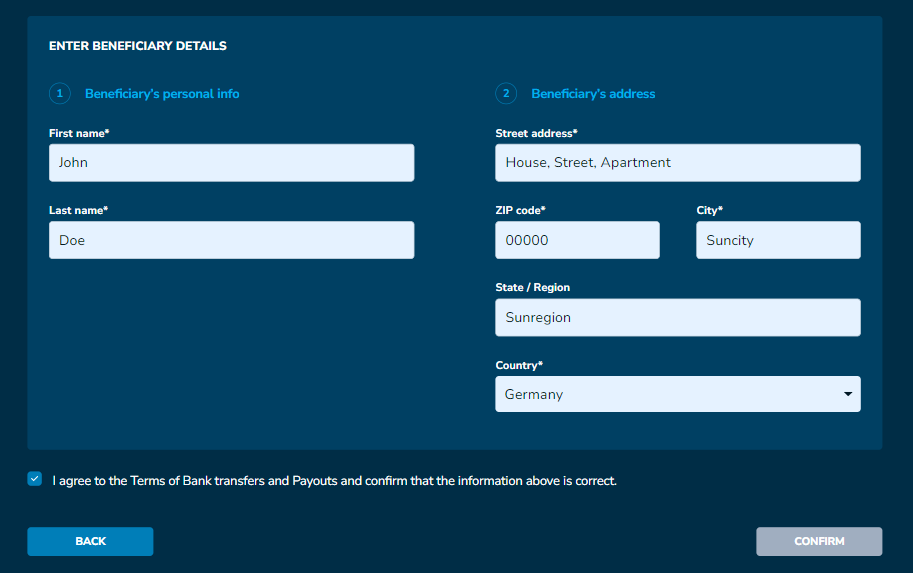 ENTER BENEFICIARY DETAILS
1 Beneficiary's personal info
First name*
John
Last name*
Doe
2 Beneficiary's address
Street address*
House, Street, Apartment
ZIP code* City*
00000 Suncity
State / Region
Sunregion
Country*
Germany
I agree to the Terms of Bank transfers and Payouts and confirm that the information above is correct.
BACK CONFIRM